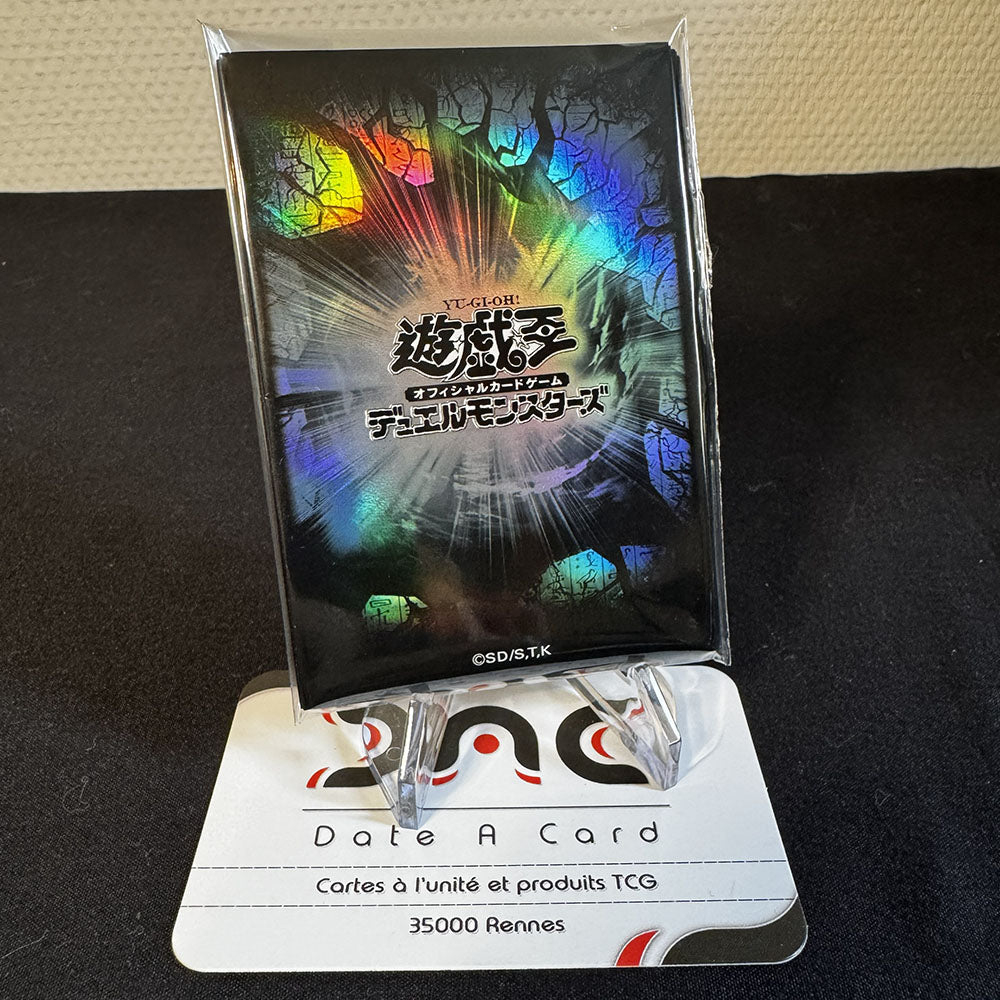 YU-GI-OH!
遊戯王
オフィシャルカードゲーム
デュエルモンスターズ
©SD/S,T,K
DAC
Date A Card
Cartes à l'unité et produits TCG
35000 Rennes